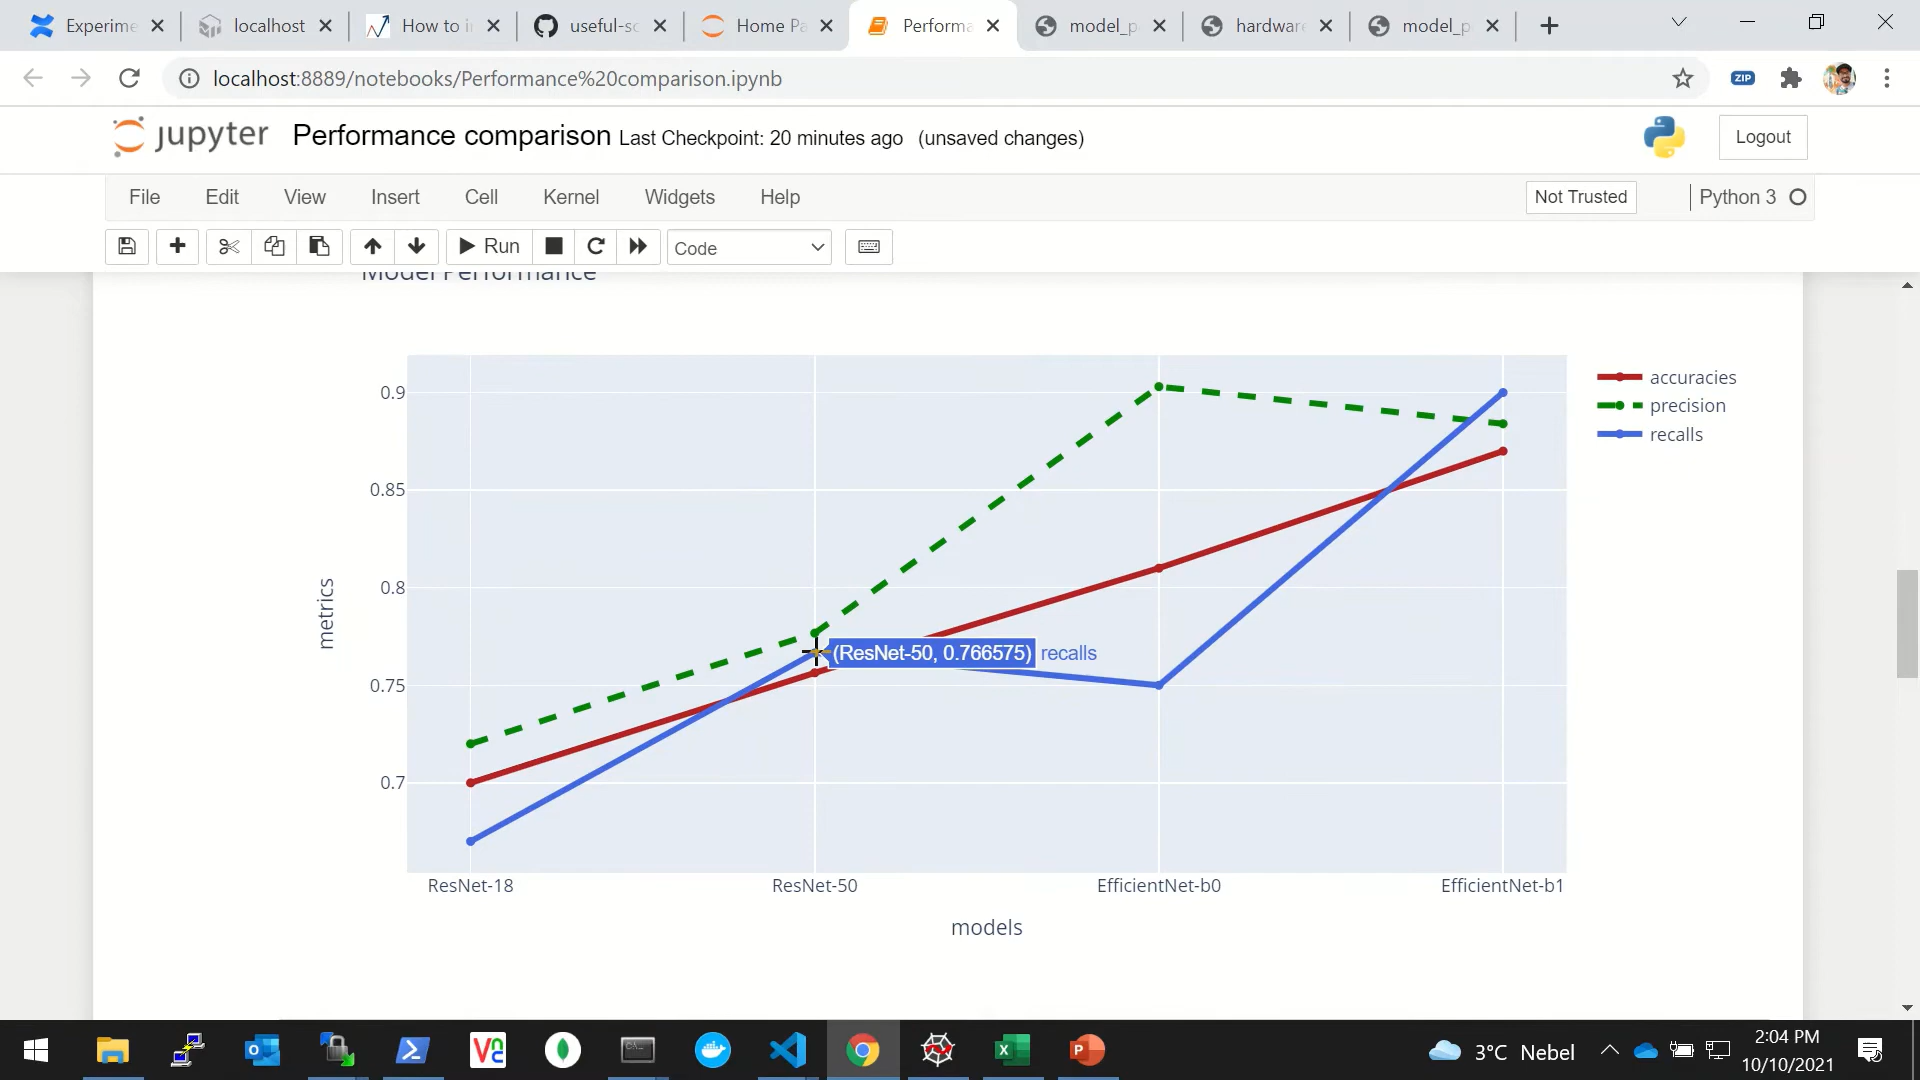 Experime localhost How to i useful-sc Home Pa Performa model_p hardware model_p
localhost:8889/notebooks/Performance%20comparison.ipynb ZIP
jupyter Performance comparison Last Checkpoint: 20 minutes ago (unsaved changes) Logout
File Edit View Insert Cell Kernel Widgets Help Not Trusted Python 3
Run Code
Model Performance
0.9
0.85
0.8
0.75
0.7
metrics
accuracies
precision
recalls
(ResNet-50, 0.766575) recalls
ResNet-18 ResNet-50 EfficientNet-b0 EfficientNet-b1
models
3°C Nebel
2:04 PM
10/10/2021